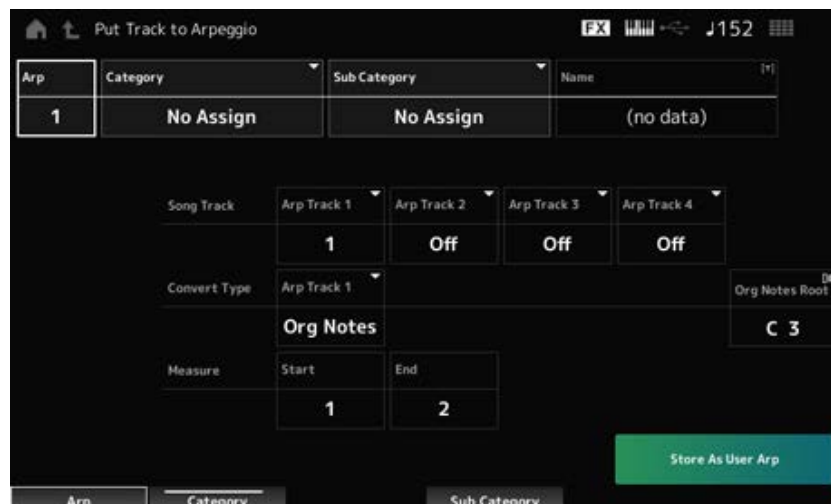 Put Track to Arpeggio FX ♩152
Arp Category Sub Category Name [T]
1 No Assign No Assign (no data)
Song Track Arp Track 1 Arp Track 2 Arp Track 3 Arp Track 4
1 Off Off Off
Convert Type Arp Track 1 Org Notes Root
Org Notes C 3
Measure Start End
1 2
Store As User Arp
Arp Category Sub Category